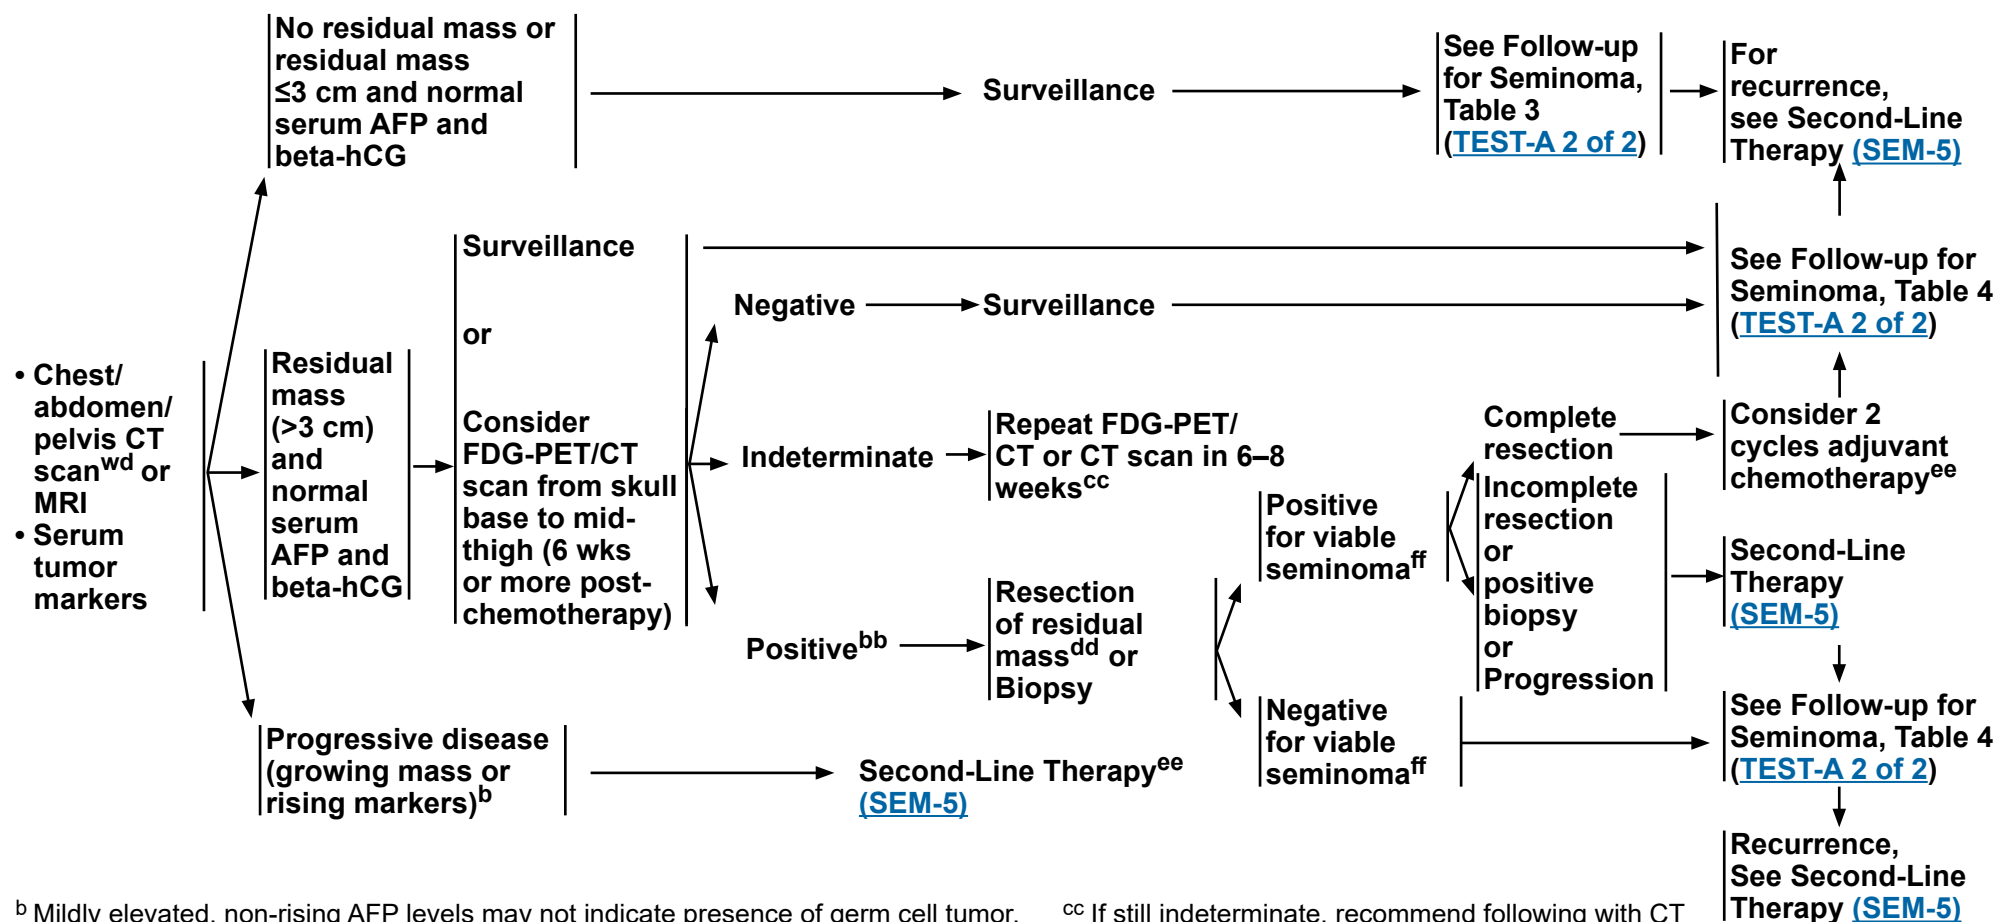 No residual mass or
residual mass
≤3 cm and normal
serum AFP and
beta-hCG
Surveillance
See Follow-up
for Seminoma,
Table 3
(TEST-A 2 of 2)
For
recurrence,
see Second-Line
Therapy (SEM-5)
• Chest/
abdomen/
pelvis CT
scanwd or
MRI
• Serum
tumor
markers
Residual
mass
(>3 cm)
and
normal
serum
AFP and
beta-hCG
Surveillance
or
Consider
FDG-PET/CT
scan from skull
base to mid-
thigh (6 wks
or more post-
chemotherapy)
Negative
Surveillance
See Follow-up for
Seminoma, Table 4
(TEST-A 2 of 2)
Indeterminate
Repeat FDG-PET/
CT or CT scan in 6–8
weekscc
Positivebb
Resection
of residual
massdd or
Biopsy
Positive
for viable
seminomaff
Complete
resection
Consider 2
cycles adjuvant
chemotherapyee
Incomplete
resection
or
positive
biopsy
or
Progression
Second-Line
Therapy
(SEM-5)
Negative
for viable
seminomaff
See Follow-up for
Seminoma, Table 4
(TEST-A 2 of 2)
Recurrence,
See Second-Line
Therapy (SEM-5)
Progressive disease
(growing mass or
rising markers)b
Second-Line Therapyee
(SEM-5)
b Mildly elevated, non-rising AFP levels may not indicate presence of germ cell tumor.
cc If still indeterminate, recommend following with CT